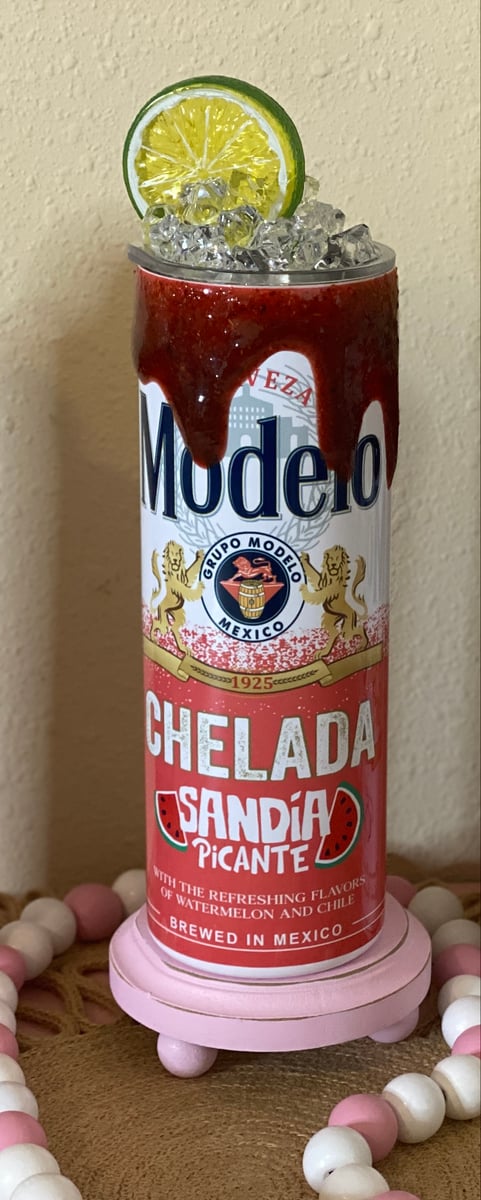 VEZA
Modelo
GRUPO MODELO
MEXICO
1925
CHELADA
SANDíA
PiCANTE
WITH THE REFRESHING FLAVORS
OF WATERMELON AND CHILE
BREWED IN MEXICO